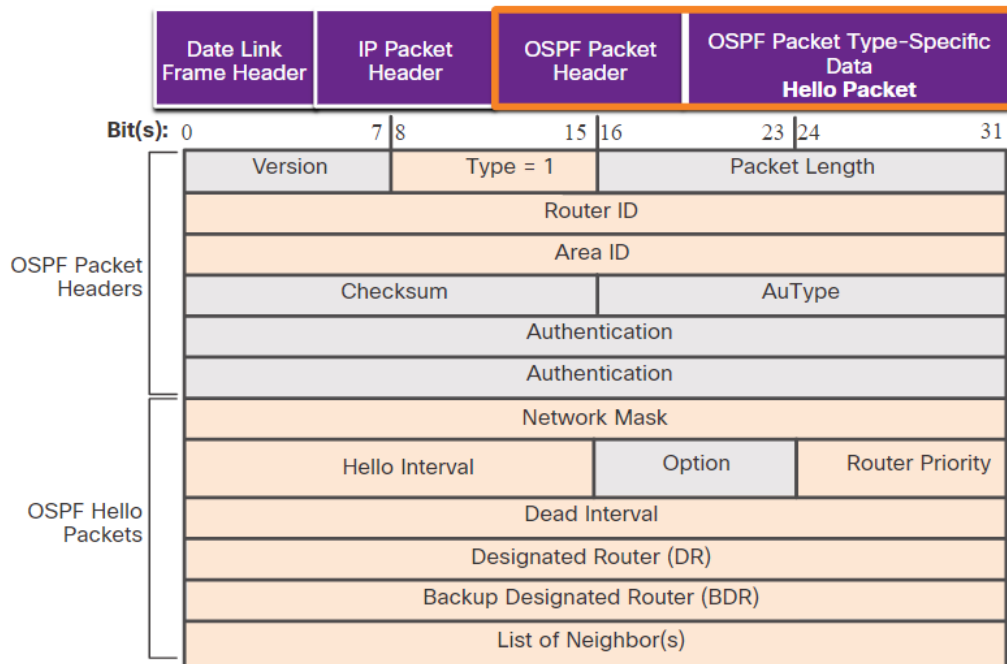 Date Link
Frame Header
IP Packet
Header
OSPF Packet
Header
OSPF Packet Type-Specific
Data
Hello Packet
Bit(s): 0 7 8 15 16 23 24 31
Version Type = 1 Packet Length
Router ID
Area ID
OSPF Packet
Headers
Checksum AuType
Authentication
Authentication
Network Mask
Hello Interval Option Router Priority
OSPF Hello
Packets
Dead Interval
Designated Router (DR)
Backup Designated Router (BDR)
List of Neighbor(s)